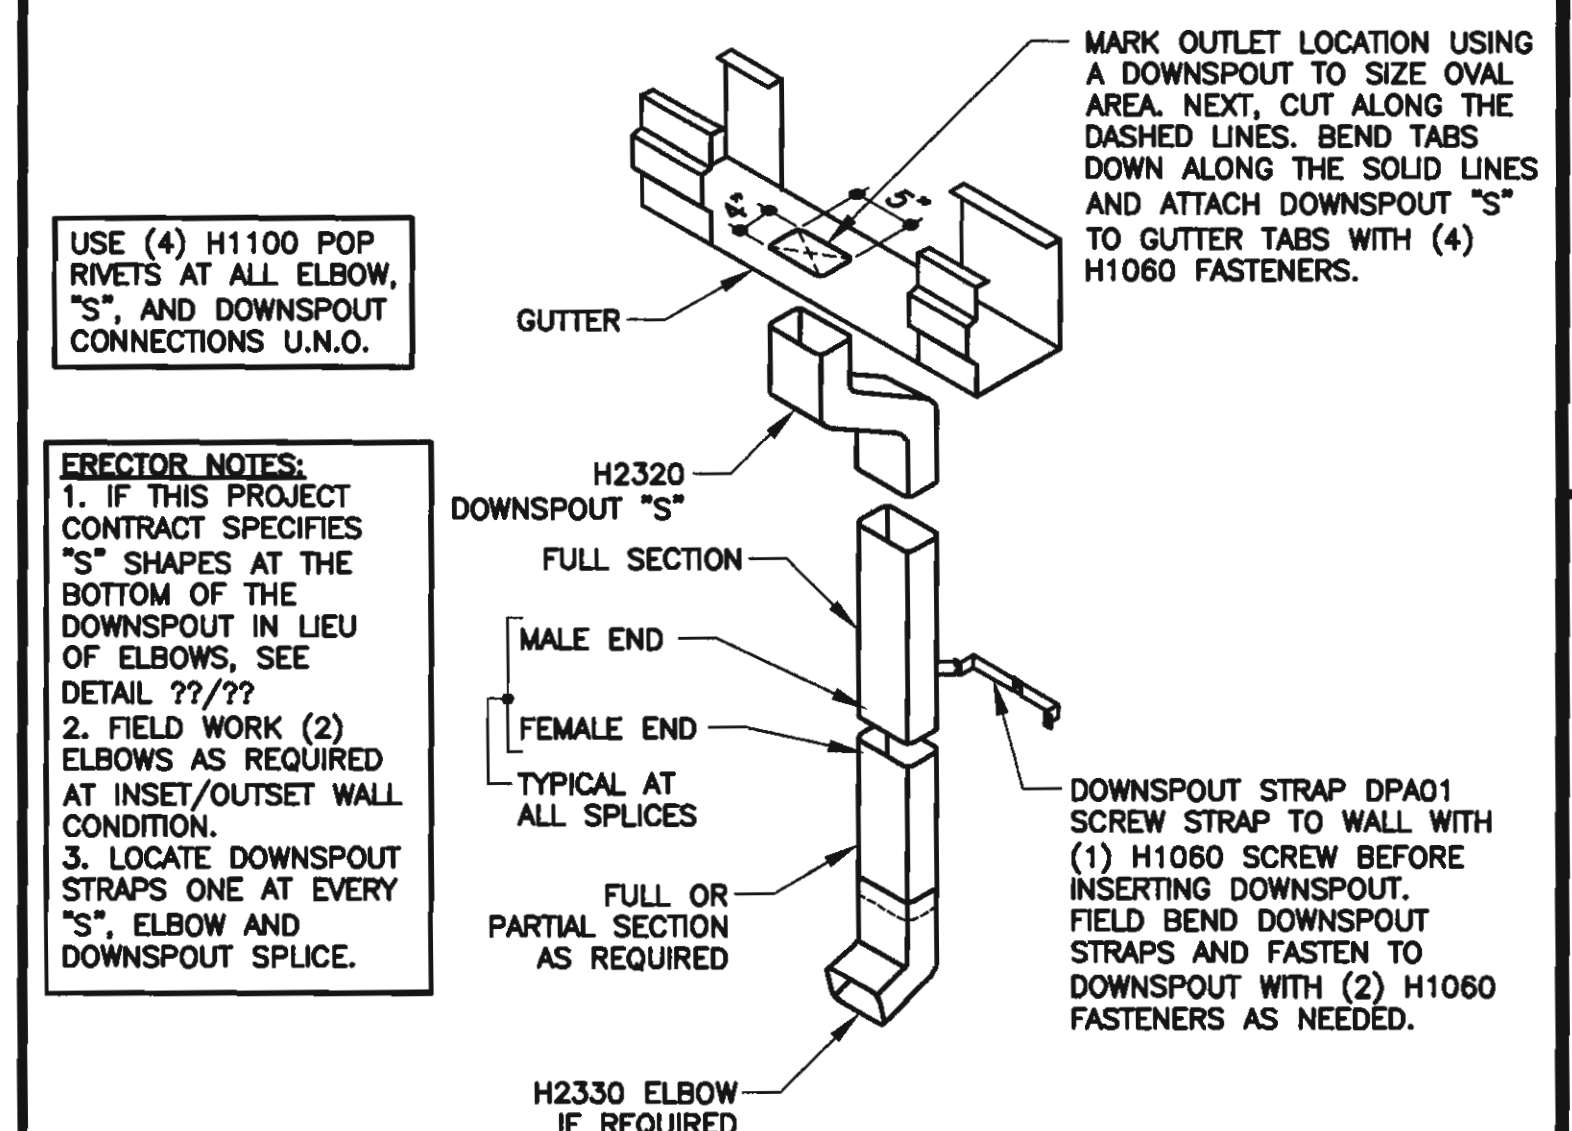 MARK OUTLET LOCATION USING
A DOWNSPOUT TO SIZE OVAL
AREA. NEXT, CUT ALONG THE
DASHED LINES. BEND TABS
DOWN ALONG THE SOLID LINES
AND ATTACH DOWNSPOUT "S"
TO GUTTER TABS WITH (4)
H1060 FASTENERS.
4"
5"
USE (4) H1100 POP
RIVETS AT ALL ELBOW,
"S", AND DOWNSPOUT
CONNECTIONS U.N.O.
GUTTER
ERECTOR NOTES:
1. IF THIS PROJECT
CONTRACT SPECIFIES
"S" SHAPES AT THE
BOTTOM OF THE
DOWNSPOUT IN LIEU
OF ELBOWS, SEE
DETAIL ??/??
2. FIELD WORK (2)
ELBOWS AS REQUIRED
AT INSET/OUTSET WALL
CONDITION.
3. LOCATE DOWNSPOUT
STRAPS ONE AT EVERY
"S", ELBOW AND
DOWNSPOUT SPLICE.
H2320
DOWNSPOUT "S"
FULL SECTION
MALE END
FEMALE END
TYPICAL AT
ALL SPLICES
FULL OR
PARTIAL SECTION
AS REQUIRED
DOWNSPOUT STRAP DPA01
SCREW STRAP TO WALL WITH
(1) H1060 SCREW BEFORE
INSERTING DOWNSPOUT.
FIELD BEND DOWNSPOUT
STRAPS AND FASTEN TO
DOWNSPOUT WITH (2) H1060
FASTENERS AS NEEDED.
H2330 ELBOW
IF REQUIRED